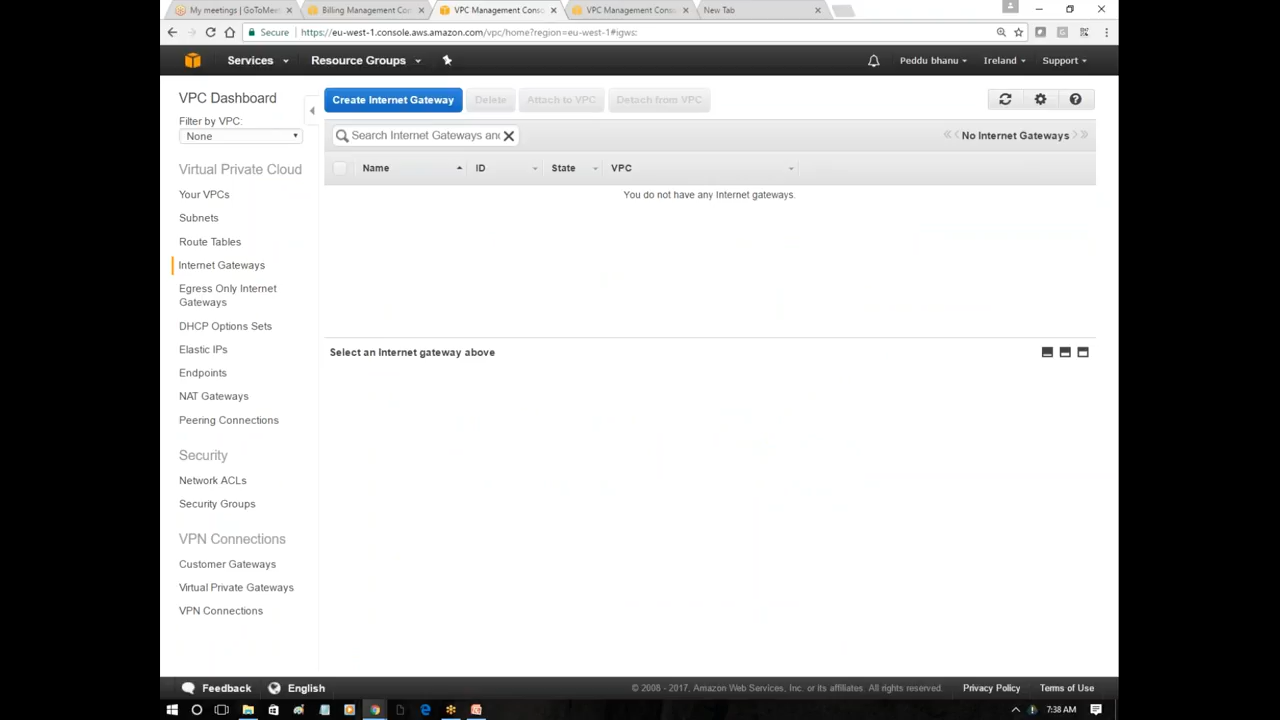 My meetings | GoToMee
Billing Management Con
VPC Management Conso
VPC Management Conso
New Tab
Secure
https://eu-west-1.console.aws.amazon.com/vpc/home?region=eu-west-1#igws:
Services
Resource Groups
Peddu bhanu
Ireland
Support
VPC Dashboard
Filter by VPC:
None
Virtual Private Cloud
Your VPCs
Subnets
Route Tables
Internet Gateways
Egress Only Internet
Gateways
DHCP Options Sets
Elastic IPs
Endpoints
NAT Gateways
Peering Connections
Security
Network ACLs
Security Groups
VPN Connections
Customer Gateways
Virtual Private Gateways
VPN Connections
Create Internet Gateway
Delete
Attach to VPC
Detach from VPC
Search Internet Gateways and
No Internet Gateways
Name
ID
State
VPC
You do not have any Internet gateways.
Select an Internet gateway above
Feedback
English
© 2008 - 2017, Amazon Web Services, Inc. or its affiliates. All rights reserved.
Privacy Policy
Terms of Use
7:38 AM